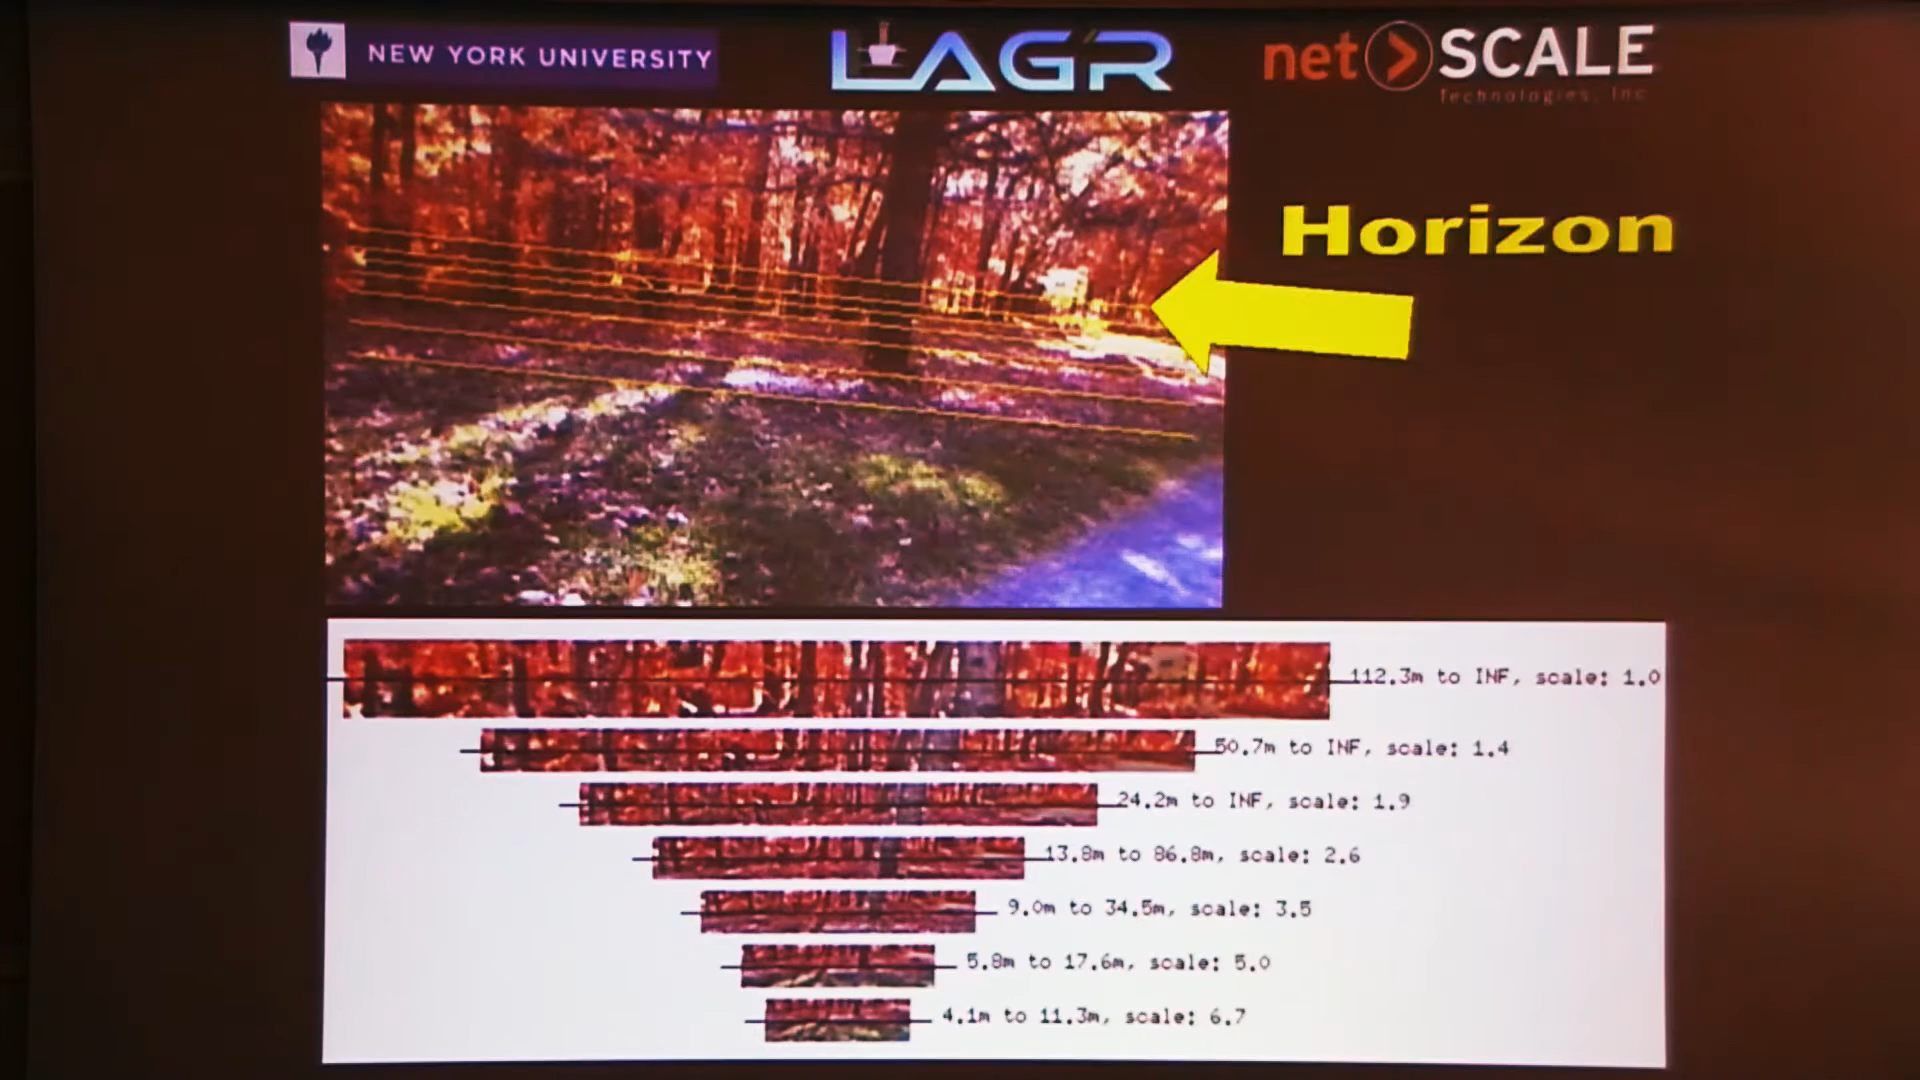 NEW YORK UNIVERSITY
LAGR
net SCALE
Technologies, Inc
Horizon
112.3m to INF, scale: 1.0
50.7m to INF, scale: 1.4
24.2m to INF, scale: 1.9
13.8m to 86.8m, scale: 2.6
9.0m to 34.5m, scale: 3.5
5.8m to 17.6m, scale: 5.0
4.1m to 11.3m, scale: 6.7